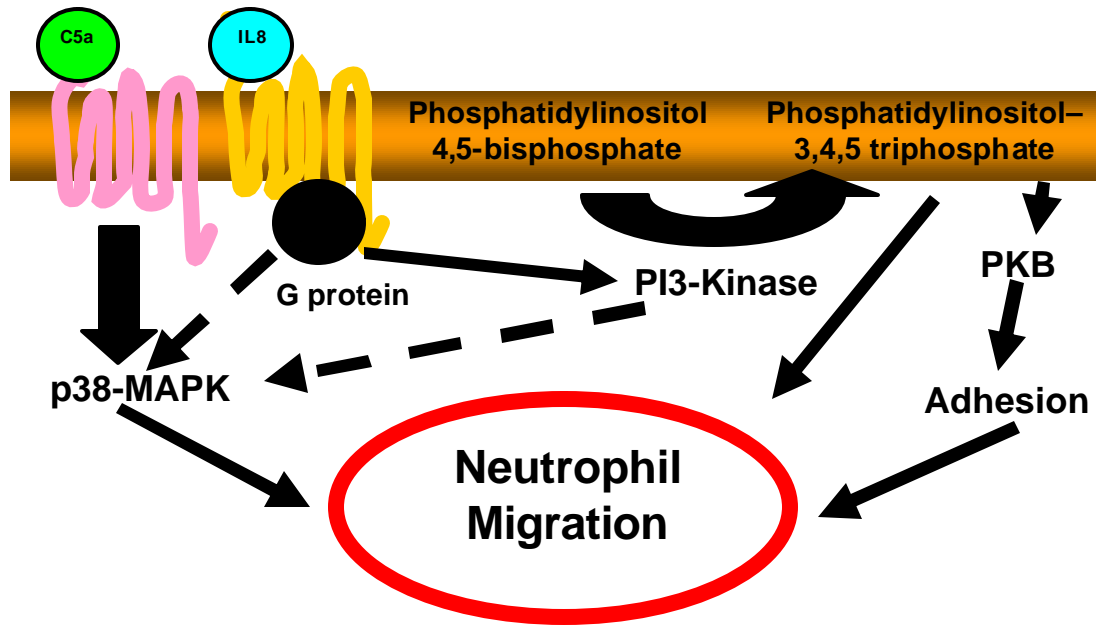 C5a
IL8
Phosphatidylinositol
4,5-bisphosphate
Phosphatidylinositol–
3,4,5 triphosphate
G protein
PI3-Kinase
PKB
p38-MAPK
Adhesion
Neutrophil
Migration